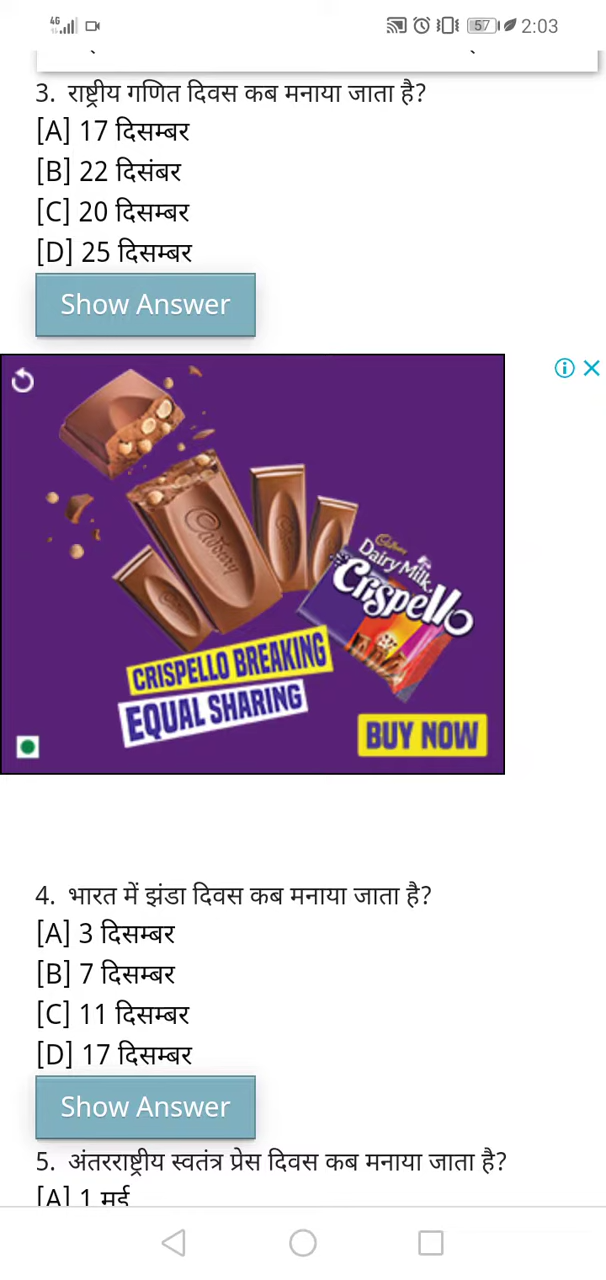 4G 57 2:03
3. राष्ट्रीय गणित दिवस कब मनाया जाता है?
[A] 17 दिसम्बर
[B] 22 दिसंबर
[C] 20 दिसम्बर
[D] 25 दिसम्बर
Show Answer
Cadbury
Cadbury
Dairy Milk
Crispello
CRISPELLO BREAKING
EQUAL SHARING
BUY NOW
4. भारत में झंडा दिवस कब मनाया जाता है?
[A] 3 दिसम्बर
[B] 7 दिसम्बर
[C] 11 दिसम्बर
[D] 17 दिसम्बर
Show Answer
5. अंतरराष्ट्रीय स्वतंत्र प्रेस दिवस कब मनाया जाता है?
[A] 1 मई